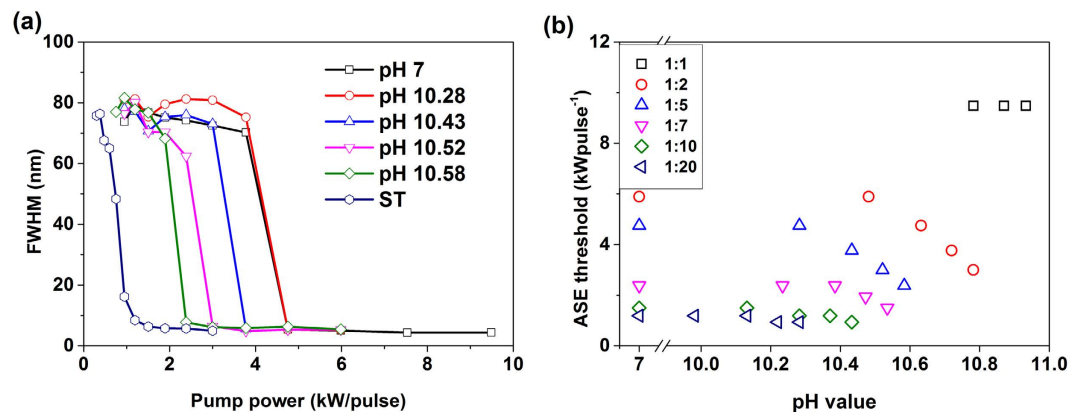 (a)
100
80
60
40
20
0
FWHM (nm)
0 2 4 6 8 10
Pump power (kW/pulse)
pH 7
pH 10.28
pH 10.43
pH 10.52
pH 10.58
ST
(b)
12
8
4
0
ASE threshold (kWpulse⁻¹)
7 10.0 10.2 10.4 10.6 10.8 11.0
pH value
1:1
1:2
1:5
1:7
1:10
1:20